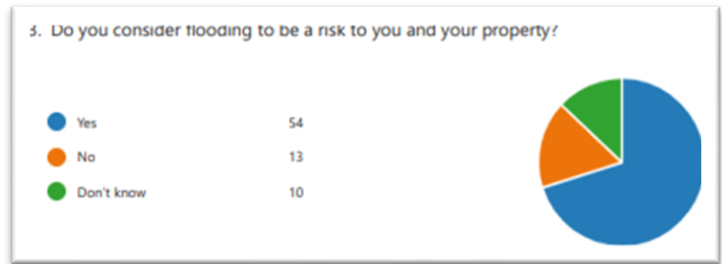 3. Do you consider flooding to be a risk to you and your property?
Yes 54
No 13
Don't know 10